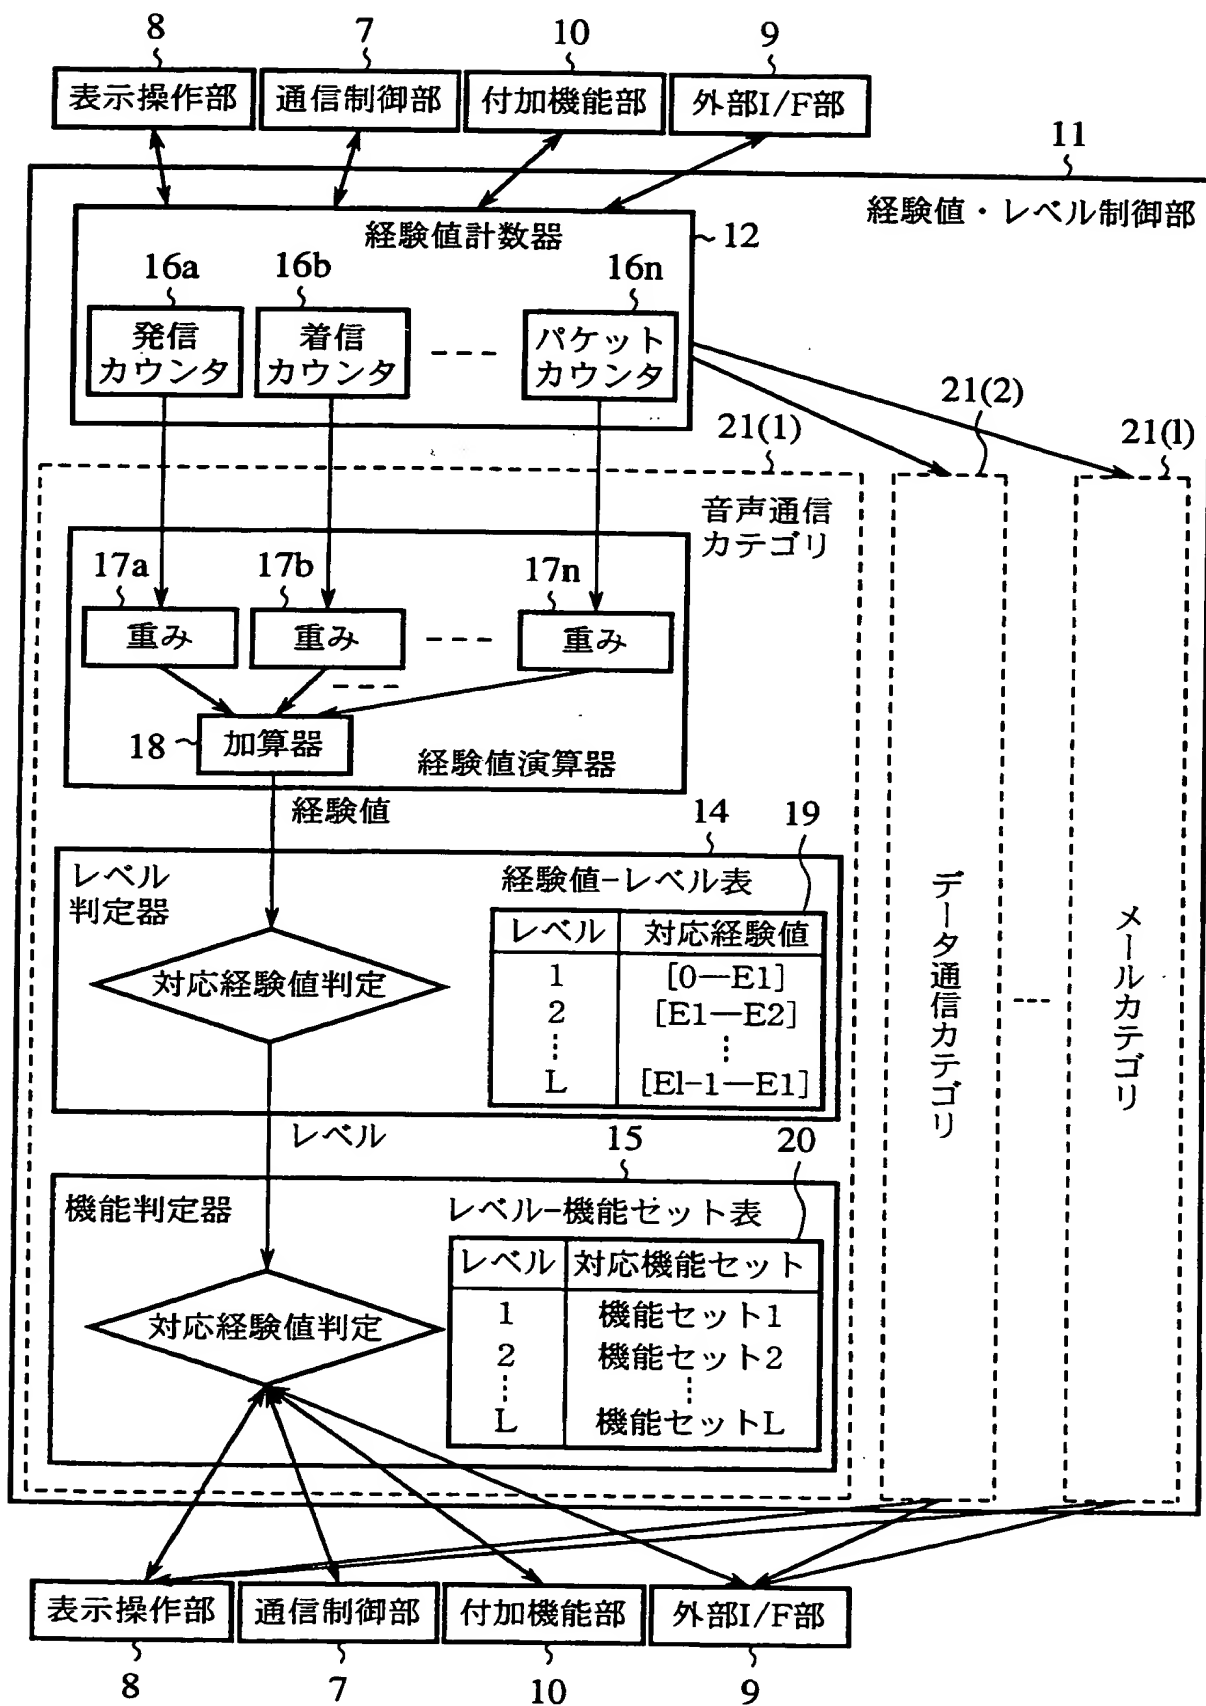 8
7
10
9
表示操作部
通信制御部
付加機能部
外部I/F部
11
経験値・レベル制御部
経験値計数器
12
16a
16b
16n
発信
カウンタ
着信
カウンタ
パケット
カウンタ
21(1)
21(2)
21(l)
音声通信
カテゴリ
17a
17b
17n
重み
重み
重み
18
加算器
経験値演算器
経験値
14
19
レベル
判定器
経験値-レベル表
レベル
対応経験値
対応経験値判定
1
[0—E1]
2
[E1—E2]
L
[El-1—E1]
データ通信カテゴリ
メールカテゴリ
レベル
15
20
機能判定器
レベル-機能セット表
レベル
対応機能セット
対応経験値判定
1
機能セット1
2
機能セット2
L
機能セットL
表示操作部
通信制御部
付加機能部
外部I/F部
8
7
10
9